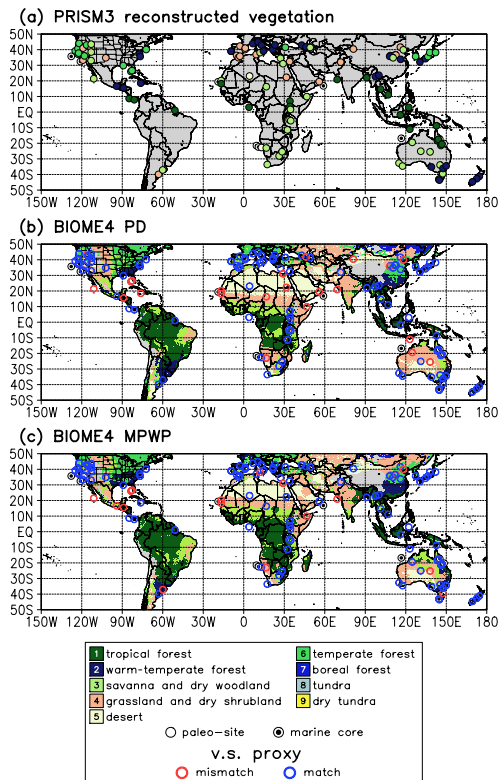 (a) PRISM3 reconstructed vegetation
50N
40N
30N
20N
10N
EQ
10S
20S
30S
40S
50S
150W 120W 90W 60W 30W 0 30E 60E 90E 120E 150E 180
(b) BIOME4 PD
50N
40N
30N
20N
10N
EQ
10S
20S
30S
40S
50S
150W 120W 90W 60W 30W 0 30E 60E 90E 120E 150E 180
(c) BIOME4 MPWP
50N
40N
30N
20N
10N
EQ
10S
20S
30S
40S
50S
150W 120W 90W 60W 30W 0 30E 60E 90E 120E 150E 180
1 tropical forest
2 warm-temperate forest
3 savanna and dry woodland
4 grassland and dry shrubland
5 desert
6 temperate forest
7 boreal forest
8 tundra
9 dry tundra
paleo-site marine core
v.s. proxy
mismatch match